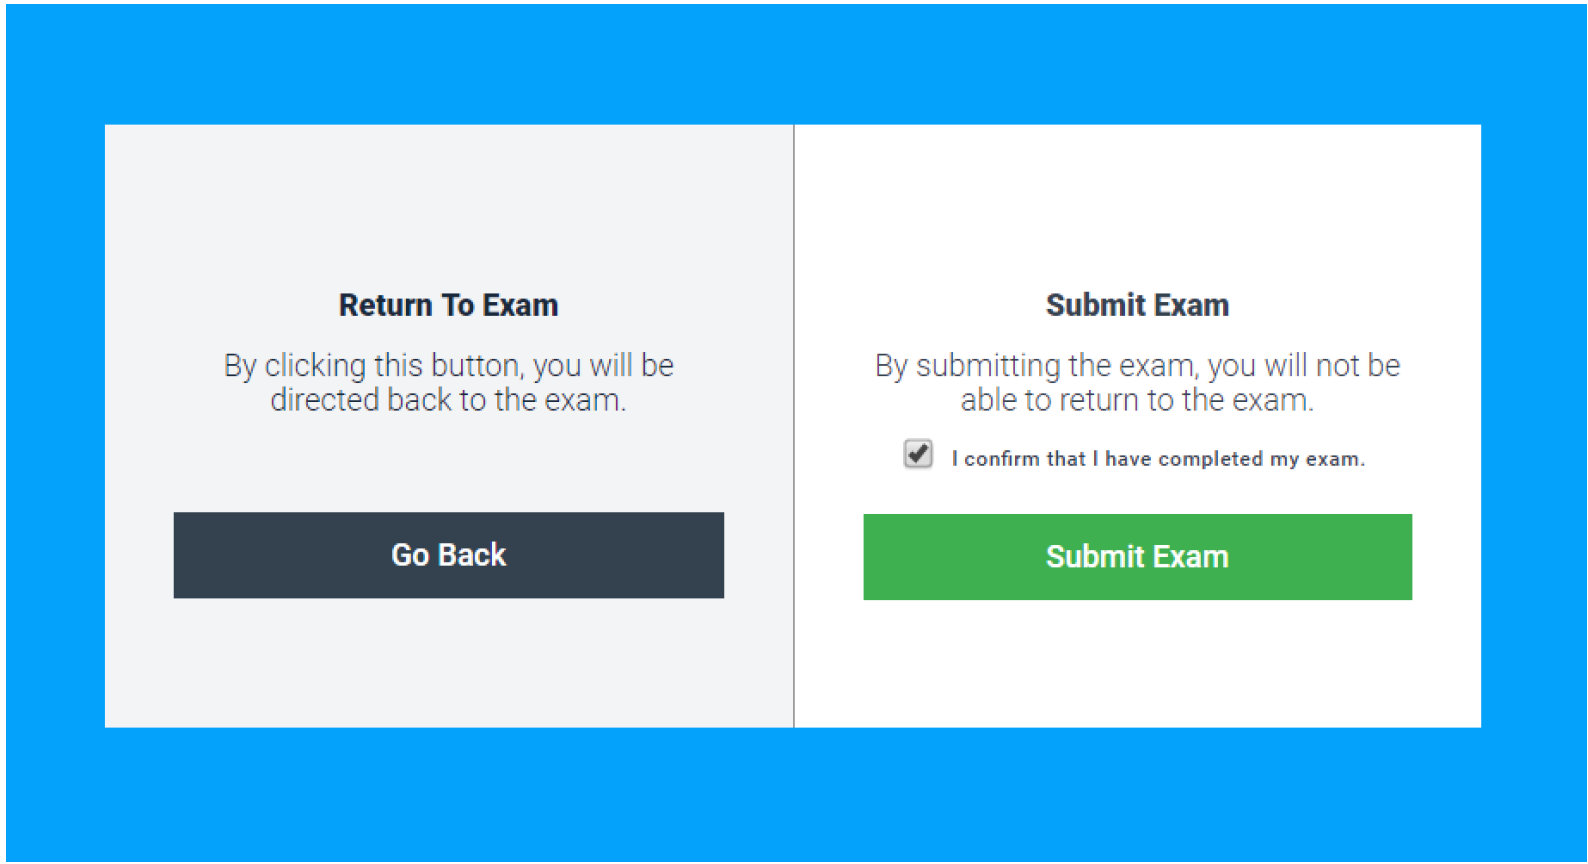 Return To Exam
By clicking this button, you will be
directed back to the exam.
Go Back
Submit Exam
By submitting the exam, you will not be
able to return to the exam.
I confirm that I have completed my exam.
Submit Exam